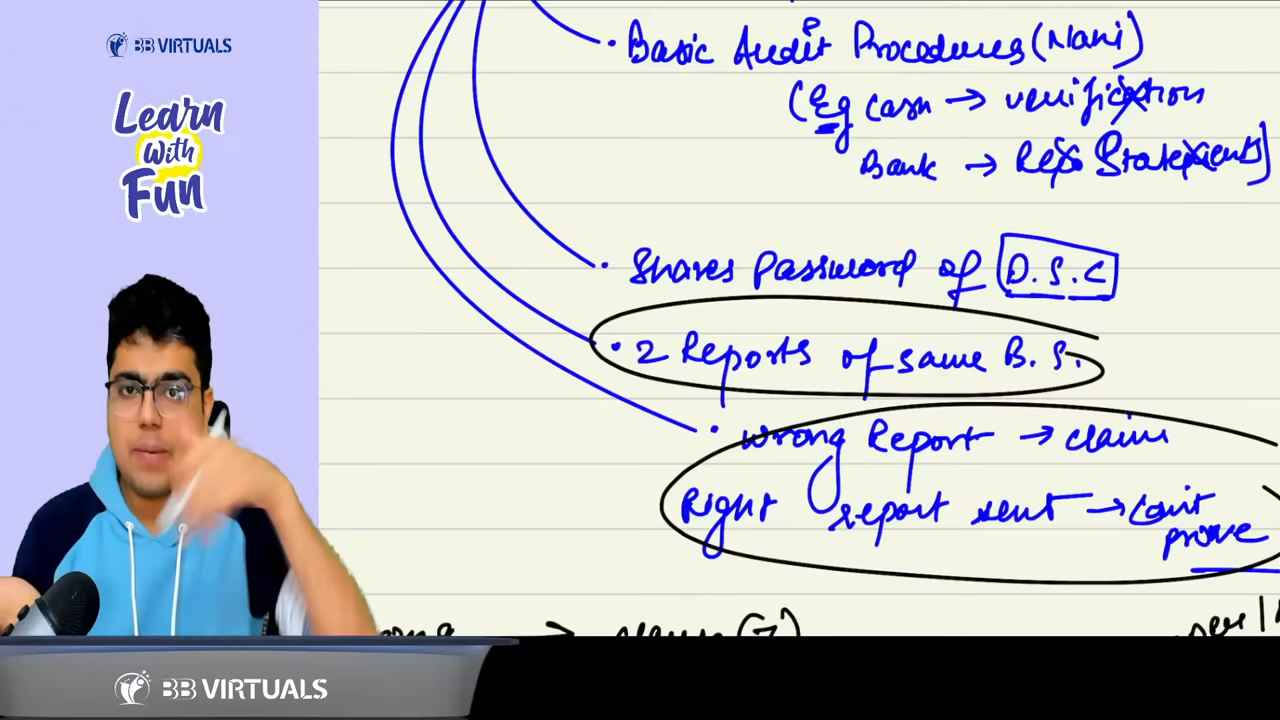 BB VIRTUALS
Learn
With
Fun
• Basic Audit Procedures (Nani)
(Eg Cash → verification
Bank → Statements]
• Shares Password of D.S.C
• 2 Reports of same B.S.
• Wrong Report → claim
Right report sent → can't
prove
BB VIRTUALS